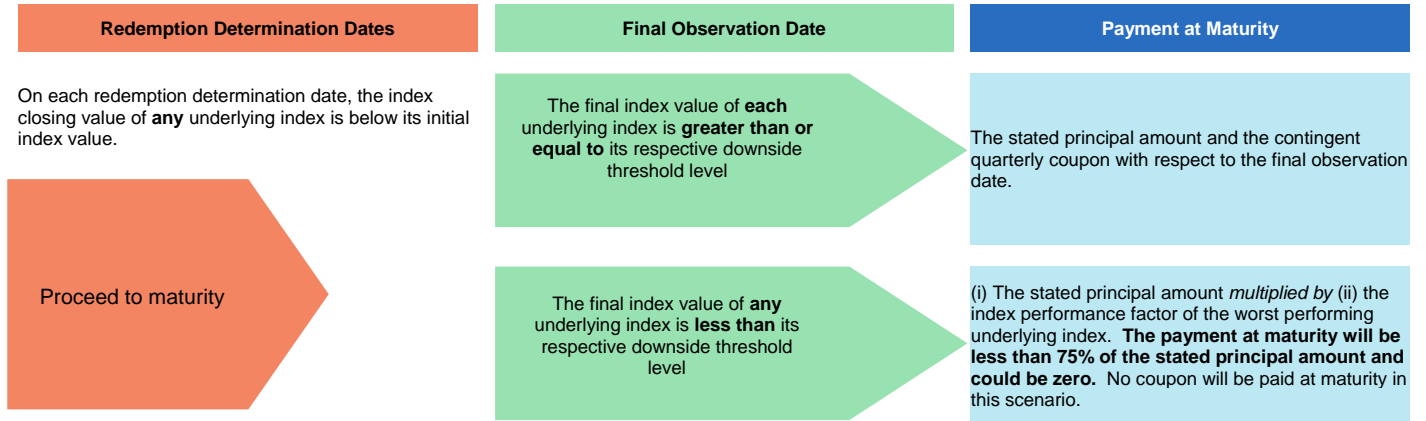 Redemption Determination Dates
Final Observation Date
Payment at Maturity
On each redemption determination date, the index
closing value of any underlying index is below its initial
index value.
Proceed to maturity
The final index value of each
underlying index is greater than or
equal to its respective downside
threshold level
The stated principal amount and the contingent
quarterly coupon with respect to the final observation
date.
The final index value of any
underlying index is less than its
respective downside threshold
level
(i) The stated principal amount multiplied by (ii) the
index performance factor of the worst performing
underlying index.  The payment at maturity will be
less than 75% of the stated principal amount and
could be zero.  No coupon will be paid at maturity in
this scenario.